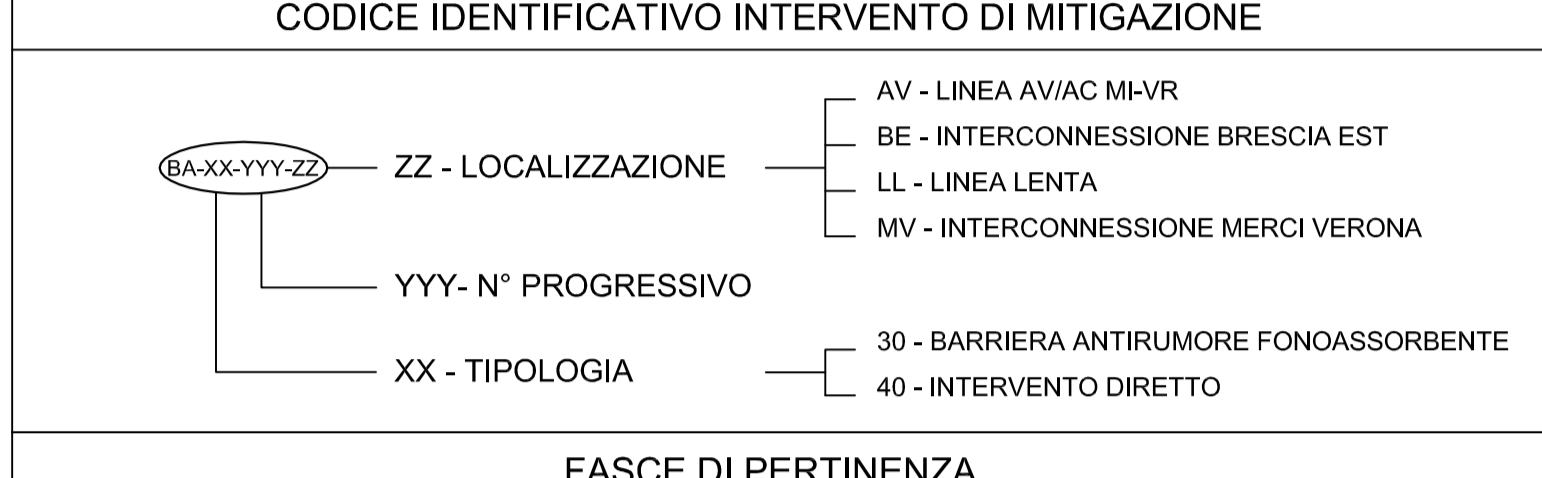 CODICE IDENTIFICATIVO INTERVENTO DI MITIGAZIONE
BA-XX-YYY-ZZ
ZZ - LOCALIZZAZIONE
AV - LINEA AV/AC MI-VR
BE - INTERCONNESSIONE BRESCIA EST
LL - LINEA LENTA
MV - INTERCONNESSIONE MERCI VERONA
YYY- N° PROGRESSIVO
XX - TIPOLOGIA
30 - BARRIERA ANTIRUMORE FONOASSORBENTE
40 - INTERVENTO DIRETTO
FASCE DI PERTINENZA